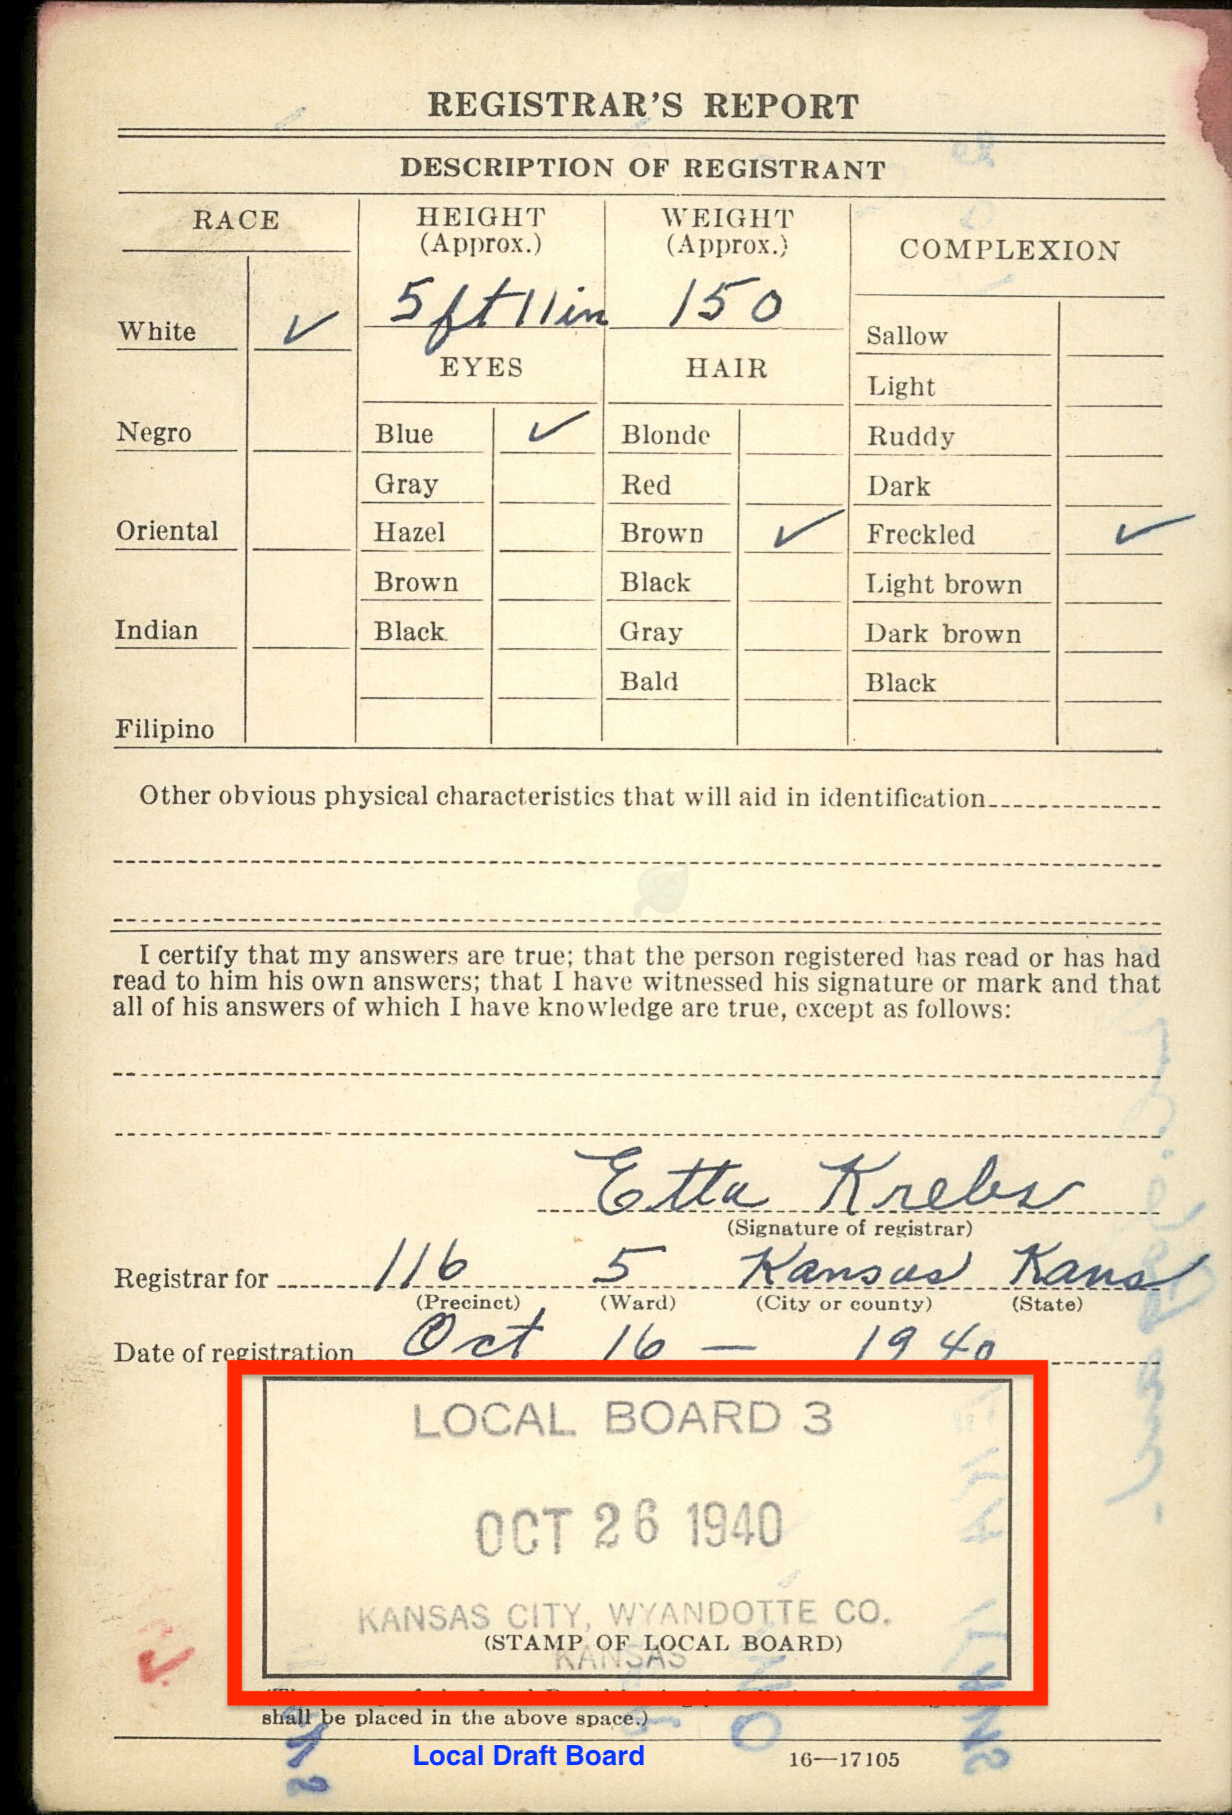 REGISTRAR'S REPORT
DESCRIPTION OF REGISTRANT
RACE
HEIGHT
(Approx.)
WEIGHT
(Approx.)
COMPLEXION
5 ft 11 in
150
White ✓
Sallow
EYES
HAIR
Light
Negro
Blue ✓
Blonde
Ruddy
Gray
Red
Dark
Oriental
Hazel
Brown ✓
Freckled ✓
Brown
Black
Light brown
Indian
Black
Gray
Dark brown
Bald
Black
Filipino
Other obvious physical characteristics that will aid in identification
I certify that my answers are true; that the person registered has read or has had
read to him his own answers; that I have witnessed his signature or mark and that
all of his answers of which I have knowledge are true, except as follows:
Etta Krebs
(Signature of registrar)
Registrar for 116 5 Kansas Kans
(Precinct) (Ward) (City or county) (State)
Date of registration Oct 16 — 1940
LOCAL BOARD 3
OCT 26 1940
KANSAS CITY, WYANDOTTE CO.
(STAMP OF LOCAL BOARD)
KANSAS
shall be placed in the above space.)
Local Draft Board
16—17105